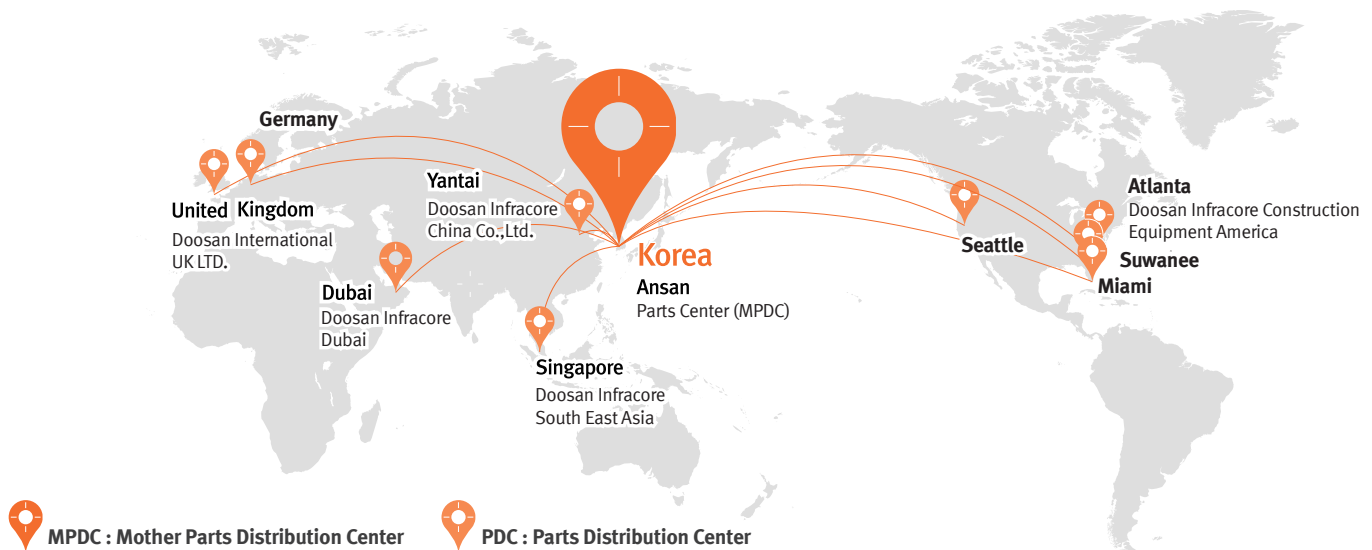 Germany
United Kingdom
Doosan International
UK LTD.
Dubai
Doosan Infracore
Dubai
Yantai
Doosan Infracore
China Co.,Ltd.
Korea
Ansan
Parts Center (MPDC)
Singapore
Doosan Infracore
South East Asia
Seattle
Atlanta
Doosan Infracore Construction
Equipment America
Suwanee
Miami
MPDC : Mother Parts Distribution Center
PDC : Parts Distribution Center